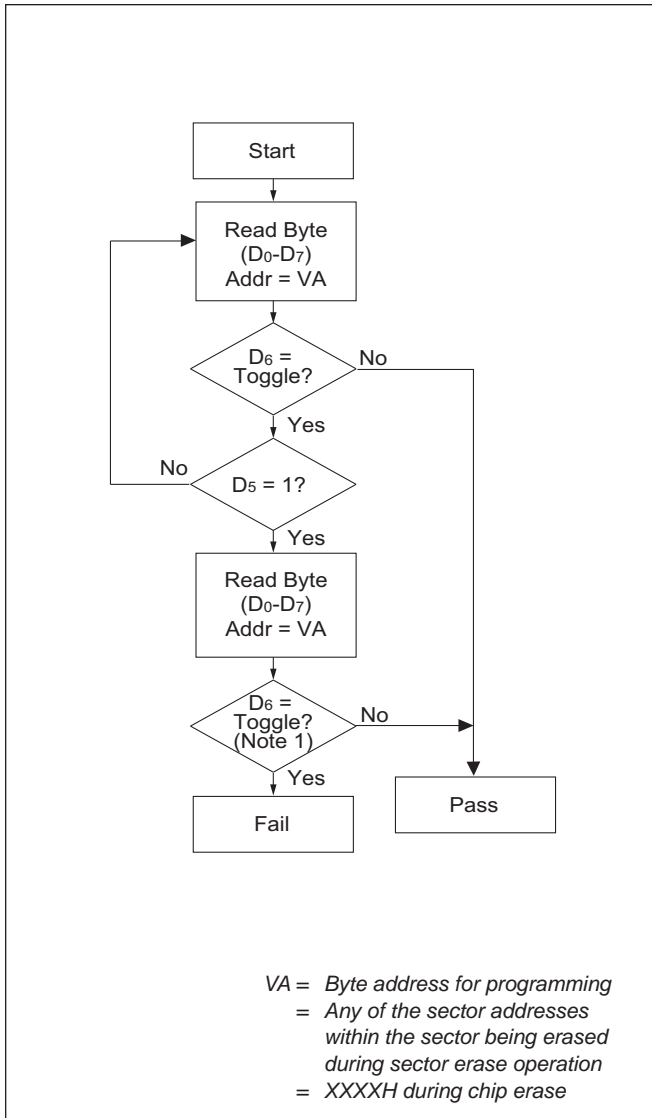 Start
Read Byte
(D0-D7)
Addr = VA
D6 =
Toggle?
No
Yes
No
D5 = 1?
Yes
Read Byte
(D0-D7)
Addr = VA
D6 =
Toggle?
(Note 1)
No
Yes
Fail
Pass
VA = Byte address for programming
= Any of the sector addresses
within the sector being erased
during sector erase operation
= XXXXH during chip erase